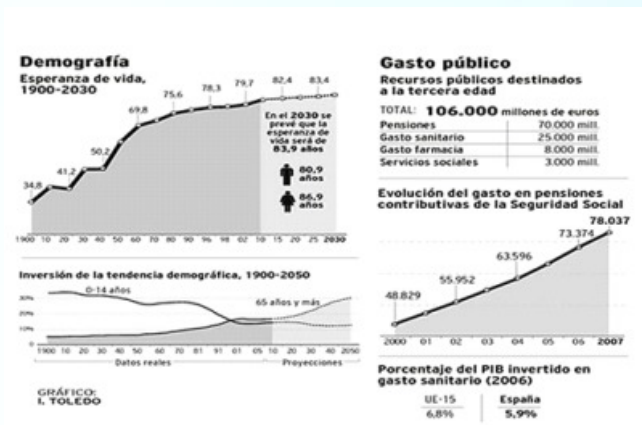 Demografía
Esperanza de vida,
1900-2030
34,8
41,2
50,2
69,8
75,6
78,3
79,7
82,4
83,4
En el 2030 se
prevé que la
esperanza de
vida será de
83,9 años
80,9
años
86,9
años
1900 10 20 30 40 50 60 70 80 90 96 98 02 10 15 20 25 2030
Inversión de la tendencia demográfica, 1900-2050
30%
20%
10%
0
0-14 años
65 años y más
1900 10 20 30 40 50 60 70 81 91 01 05 10 20 30 40 2050
Datos reales
Proyecciones
GRÁFICO:
I. TOLEDO
Gasto público
Recursos públicos destinados
a la tercera edad
TOTAL: 106.000 millones de euros
Pensiones 70.000 mill.
Gasto sanitario 25.000 mill.
Gasto farmacia 8.000 mill.
Servicios sociales 3.000 mill.
Evolución del gasto en pensiones
contributivas de la Seguridad Social
48.829
55.952
63.596
73.374
78.037
2000 01 02 03 04 05 06 2007
Porcentaje del PIB invertido en
gasto sanitario (2006)
UE-15 España
6,8% 5,9%